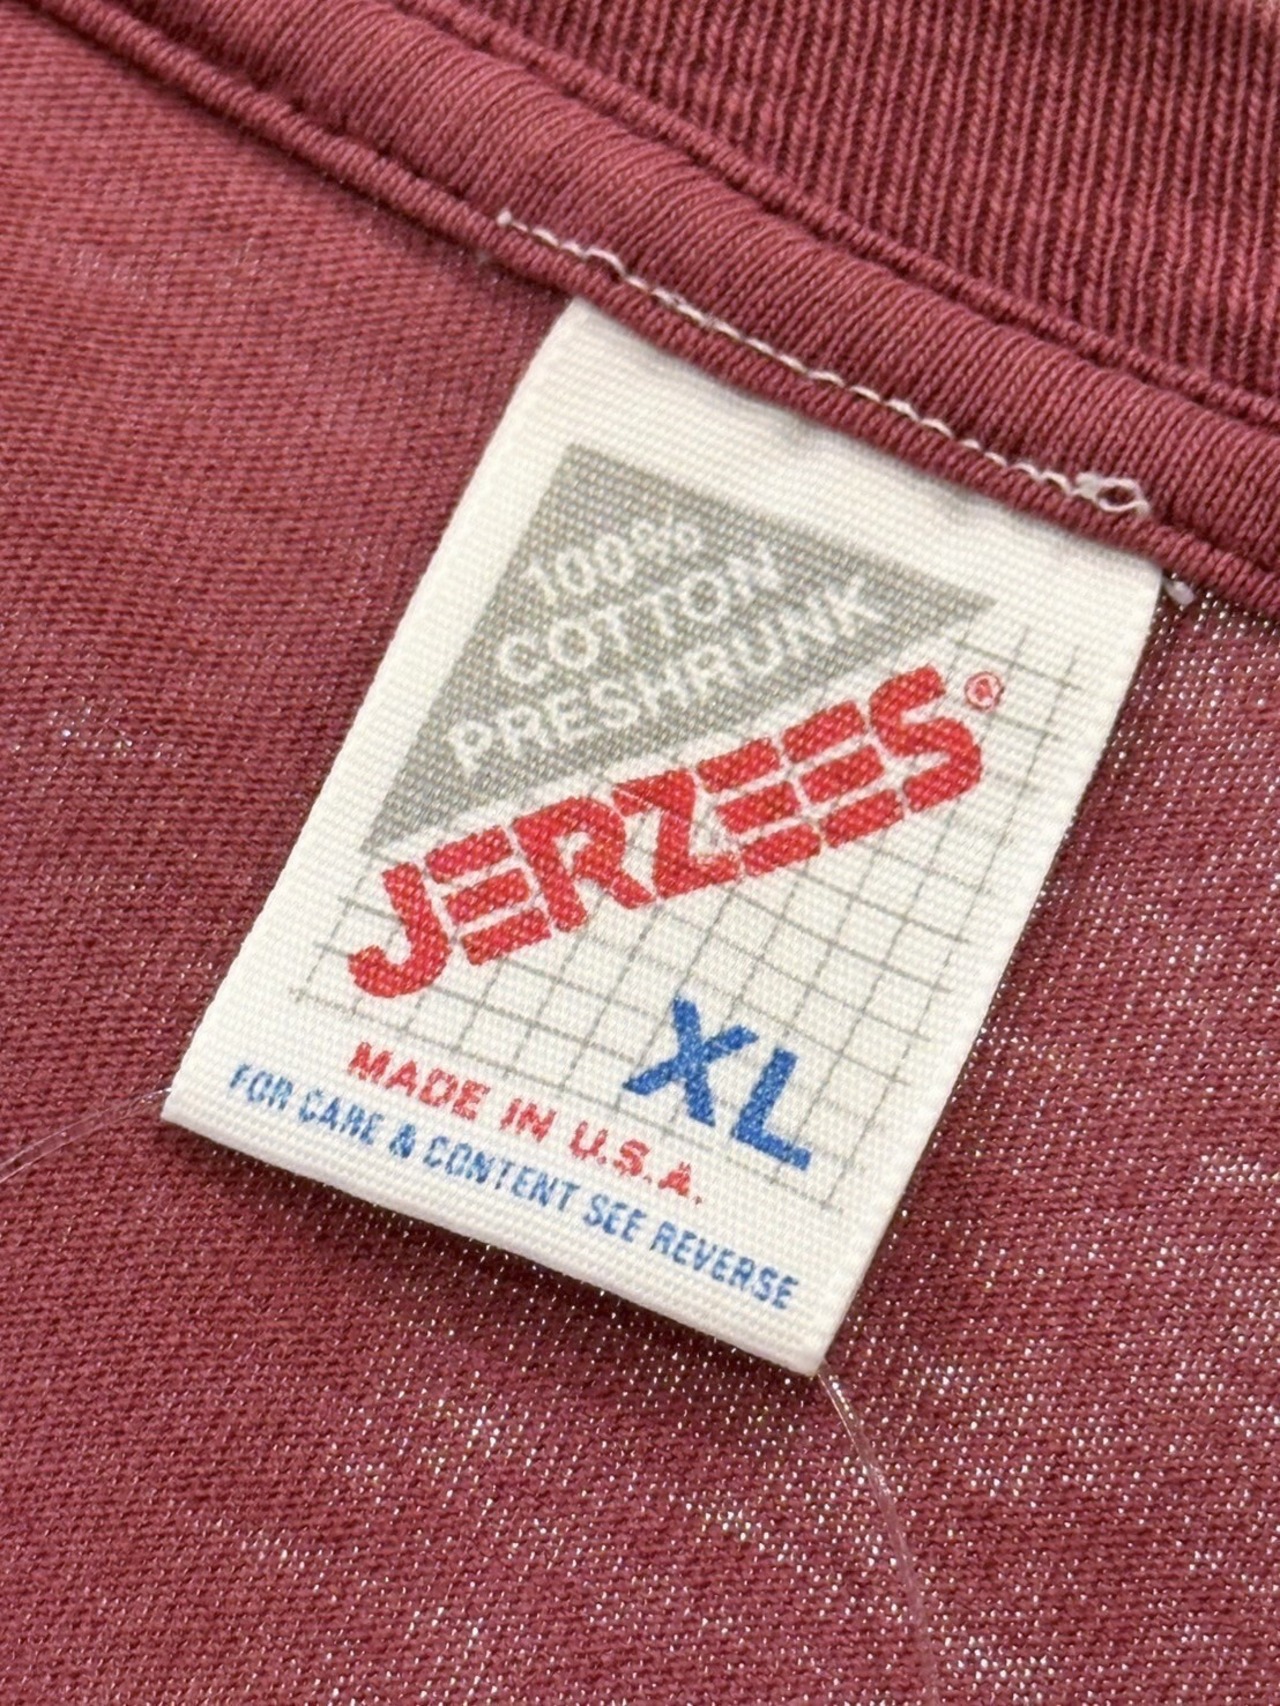 100%
COTTON
PRESHRUNK
JERZEES®
XL
MADE IN U.S.A.
FOR CARE & CONTENT SEE REVERSE